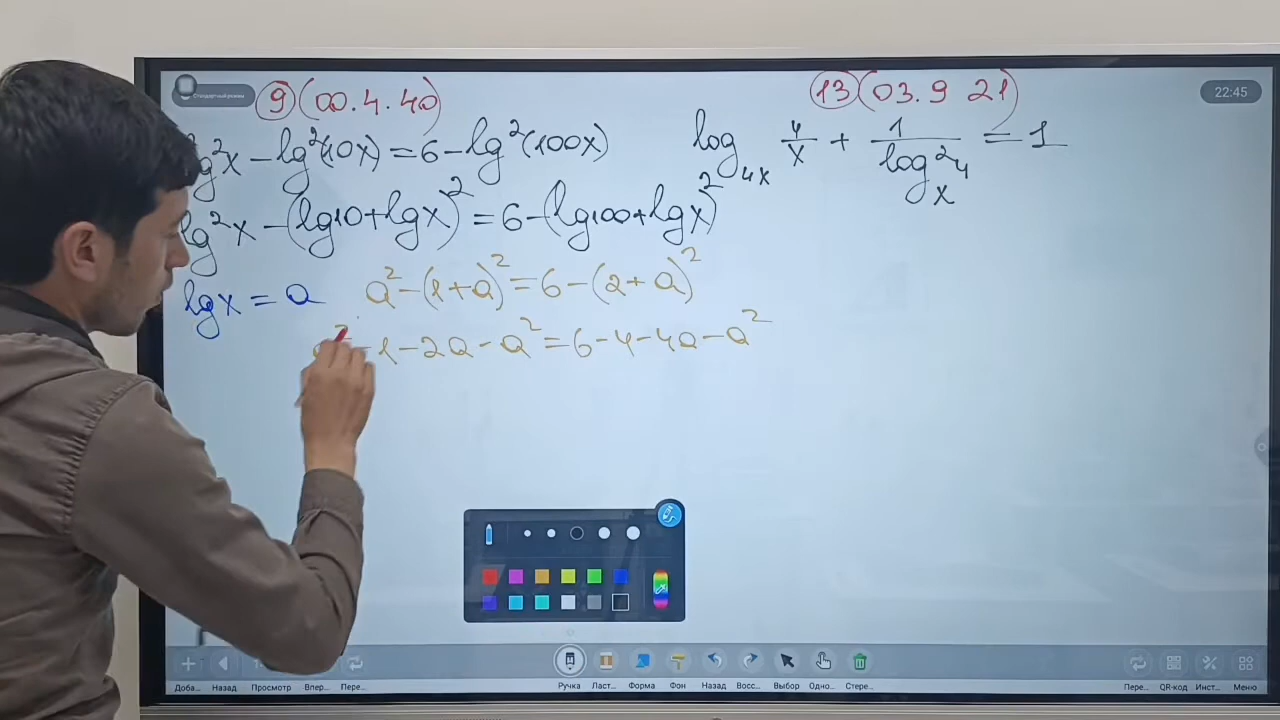 Стандартный режим
9 (00.4.40)
13 (03.9 21)
22:45
lg²x – lg²(10x) = 6 – lg²(100x)
log₄ₓ 4/x + 1/log²ₓ4 = 1
lg²x – (lg10 + lgx)² = 6 – (lg100 + lgx)²
lgx = a
a² – (1 + a)² = 6 – (2 + a)²
a² – 1 – 2a – a² = 6 – 4 – 4a – a²
Доба... Назад Просмотр Впер... Пере... Ручка Ласт... Форма Фон Назад Восс... Выбор Одно... Стере... Пере... QR-код Инст... Меню